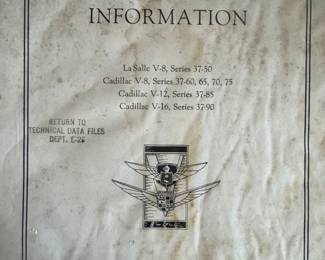 INFORMATION
La Salle V-8, Series 37-50
Cadillac V-8, Series 37-60, 65, 70, 75
Cadillac V-12, Series 37-85
Cadillac V-16, Series 37-90
RETURN TO
TECHNICAL DATA FILES
DEPT. E-26